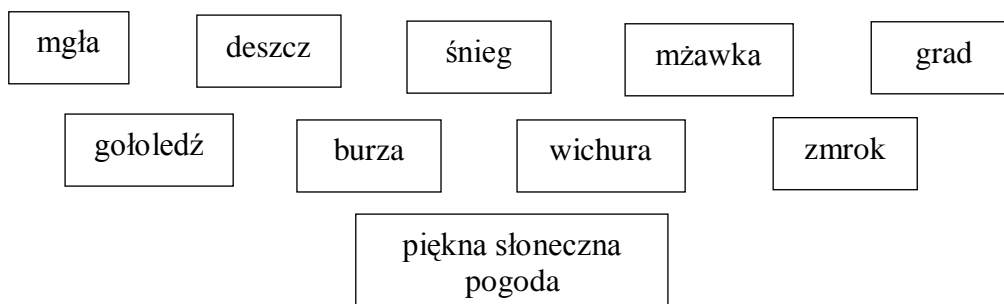 mgła deszcz śnieg mżawka grad
gołoledź burza wichura zmrok
piękna słoneczna
pogoda